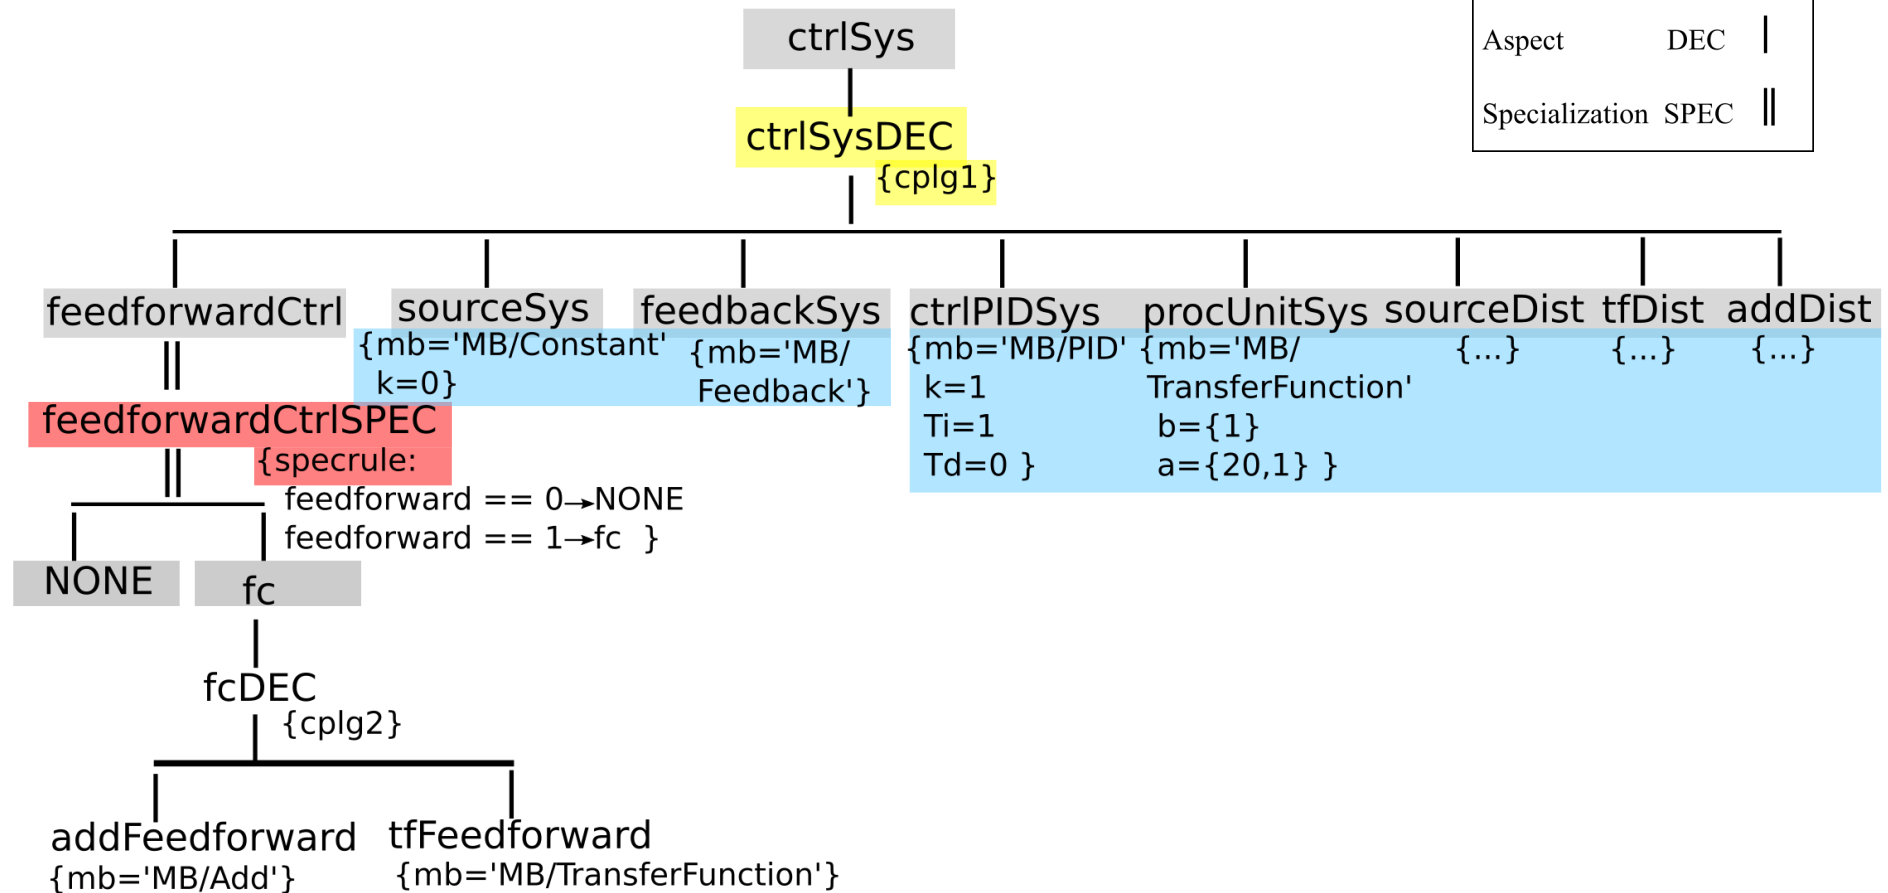 ctrlSys
Aspect DEC
Specialization SPEC
ctrlSysDEC
{cplg1}
feedforwardCtrl sourceSys feedbackSys ctrlPIDSys procUnitSys sourceDist tfDist addDist
{mb='MB/Constant' {mb='MB/ {mb='MB/PID' {mb='MB/ {...} {...} {...}
k=0} Feedback'} k=1 TransferFunction'
feedforwardCtrlSPEC Ti=1 b={1}
{specrule: Td=0 } a={20,1} }
feedforward == 0→NONE
feedforward == 1→fc }
NONE fc
fcDEC
{cplg2}
addFeedforward tfFeedforward
{mb='MB/Add'} {mb='MB/TransferFunction'}